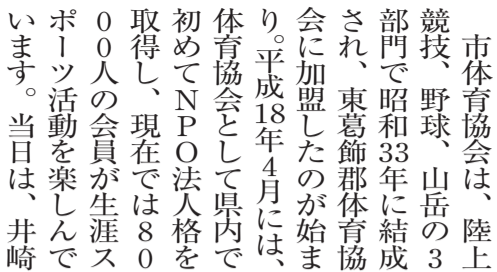 市体育協会は、陸上
競技、野球、山岳の3
部門で昭和33年に結成
され、東葛飾郡体育協
会に加盟したのが始ま
り。平成18年4月には、
体育協会として県内で
初めてNPO法人格を
取得し、現在では80
00人の会員が生涯ス
ポーツ活動を楽しんで
います。当日は、井崎